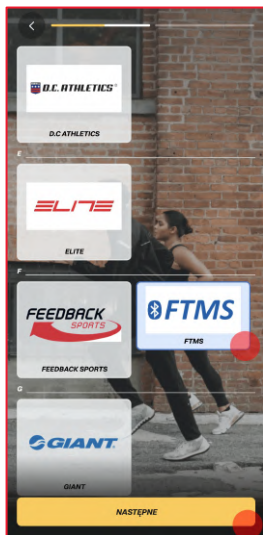 D.C. ATHLETICS
D.C ATHLETICS
E
ELITE
ELITE
F
FEEDBACK
SPORTS
FTMS
FEEDBACK SPORTS
FTMS
G
GIANT
GIANT
NASTĘPNE